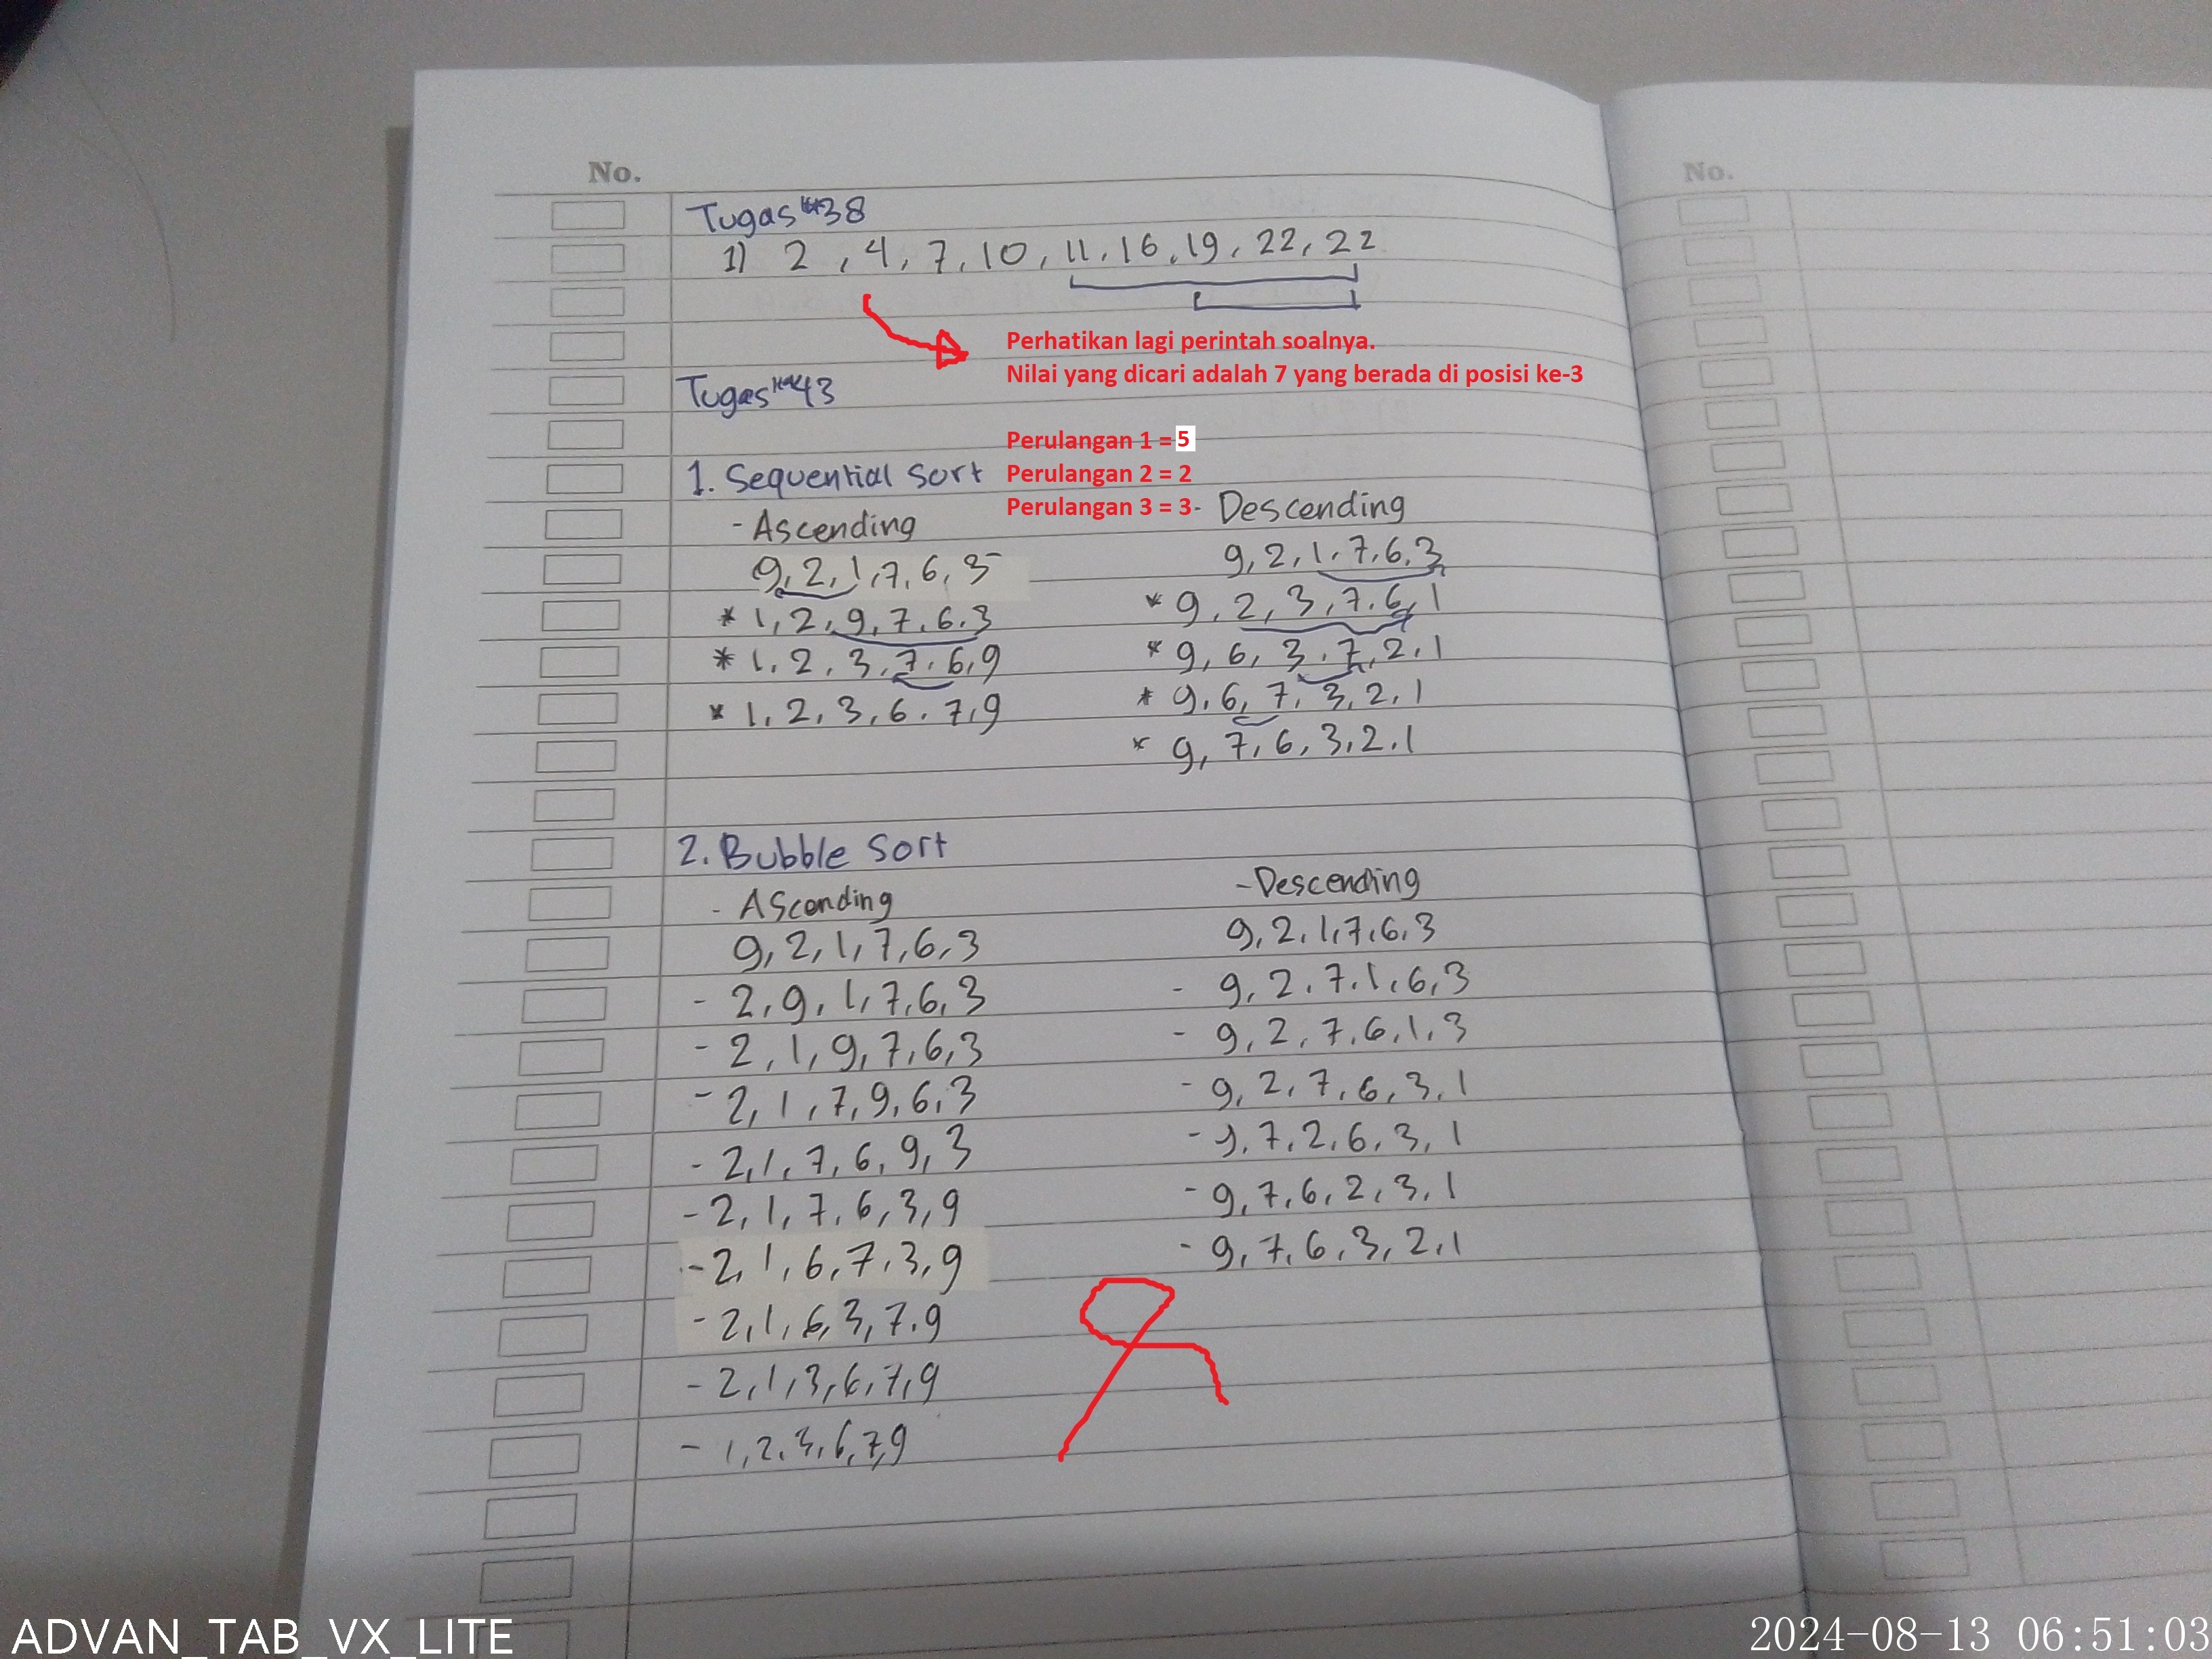 No.
No.
Tugas Hal 38
1) 2, 4, 7, 10, 11, 16, 19, 22, 22
Perhatikan lagi perintah soalnya.
Nilai yang dicari adalah 7 yang berada di posisi ke-3
Tugas Hal 43
Perulangan 1 = 5
Perulangan 2 = 2
Perulangan 3 = 3
1. Sequential Sort
- Ascending
9, 2, 1, 7, 6, 3
* 1, 2, 9, 7, 6, 3
* 1, 2, 3, 7, 6, 9
* 1, 2, 3, 6, 7, 9
- Descending
9, 2, 1, 7, 6, 3
* 9, 2, 3, 7, 6, 1
* 9, 6, 3, 7, 2, 1
* 9, 6, 7, 3, 2, 1
* 9, 7, 6, 3, 2, 1
2. Bubble Sort
- Ascending
9, 2, 1, 7, 6, 3
- 2, 9, 1, 7, 6, 3
- 2, 1, 9, 7, 6, 3
- 2, 1, 7, 9, 6, 3
- 2, 1, 7, 6, 9, 3
- 2, 1, 7, 6, 3, 9
- 2, 1, 6, 7, 3, 9
- 2, 1, 6, 3, 7, 9
- 2, 1, 3, 6, 7, 9
- 1, 2, 3, 6, 7, 9
- Descending
9, 2, 1, 7, 6, 3
- 9, 2, 7, 1, 6, 3
- 9, 2, 7, 6, 1, 3
- 9, 2, 7, 6, 3, 1
- 9, 7, 2, 6, 3, 1
- 9, 7, 6, 2, 3, 1
- 9, 7, 6, 3, 2, 1
ADVAN_TAB_VX_LITE
2024-08-13 06:51:03